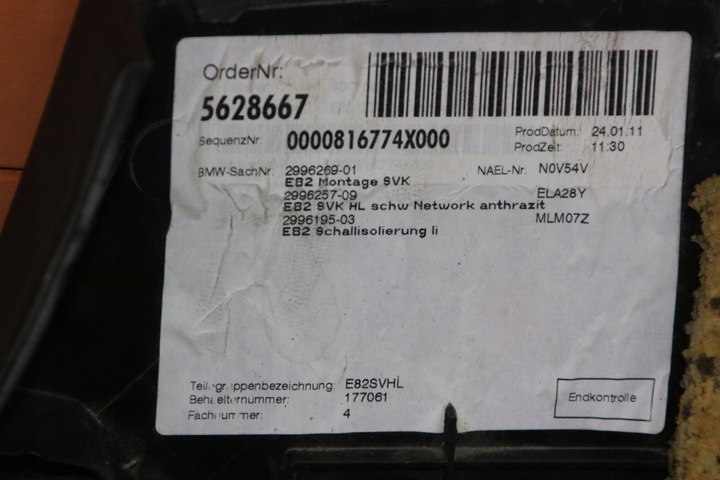 OrderNr:
5628667
SequenzNr: 0000816774X000 ProdDatum: 24.01.11
ProdZeit: 11:30
BMW-SachNr: 2996269-01 NAEL-Nr. N0V54V
E82 Montage SVK
2996257-09 ELA28Y
E82 SVK HL schw Network anthrazit
2996195-03 MLM07Z
E82 Schallisolierung li
Teilegruppenbezeichnung: E82SVHL
Behaelternummer: 177061
Fachnummer: 4
Endkontrolle